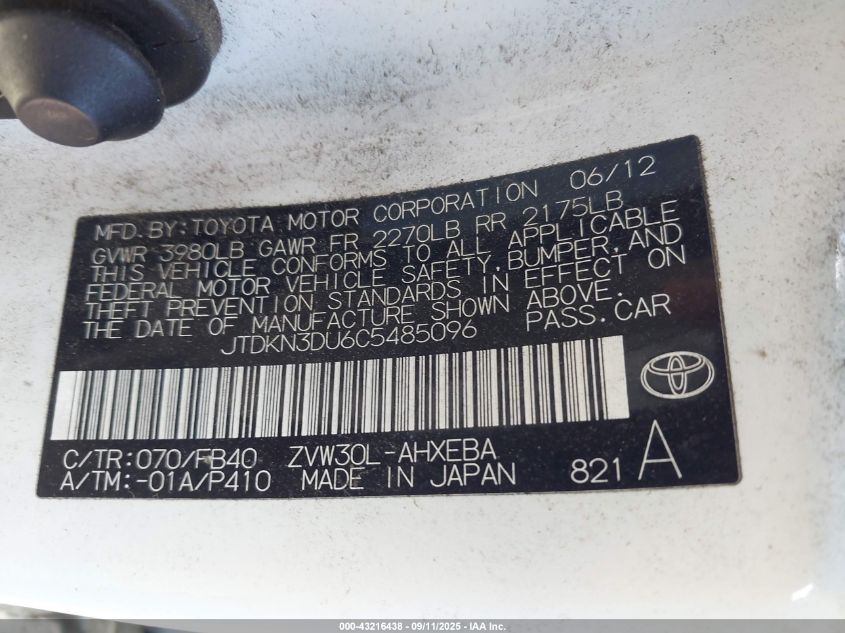 MFD. BY: TOYOTA MOTOR CORPORATION 06/12
GVWR 3980LB GAWR FR 2270LB RR 2175LB
THIS VEHICLE CONFORMS TO ALL APPLICABLE
FEDERAL MOTOR VEHICLE SAFETY, BUMPER, AND
THEFT PREVENTION STANDARDS IN EFFECT ON
THE DATE OF MANUFACTURE SHOWN ABOVE.
JTDKN3DU6C5485096 PASS. CAR
C/TR: 070/FB40 ZVW30L-AHXEBA
A/TM: -01A/P410 MADE IN JAPAN 821 A
000-43216438 - 09/11/2025 - IAA Inc.